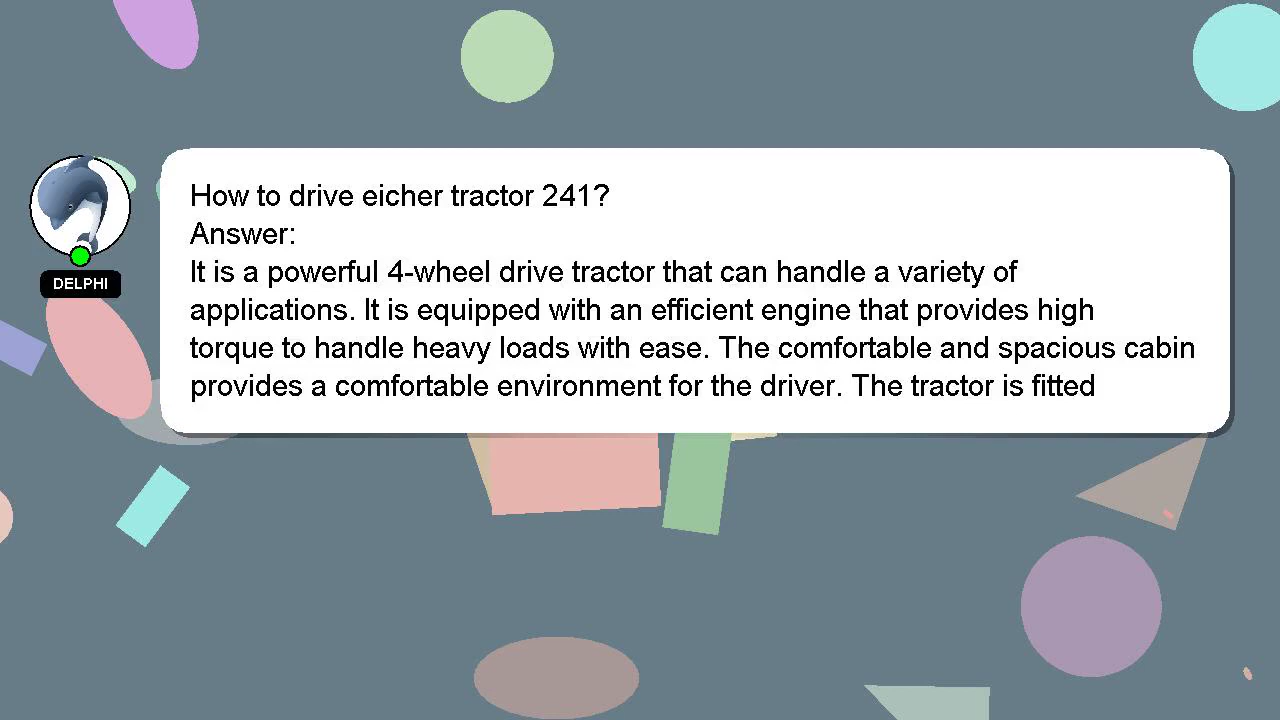 How to drive eicher tractor 241?
Answer:
It is a powerful 4-wheel drive tractor that can handle a variety of
applications. It is equipped with an efficient engine that provides high
torque to handle heavy loads with ease. The comfortable and spacious cabin
provides a comfortable environment for the driver. The tractor is fitted
DELPHI